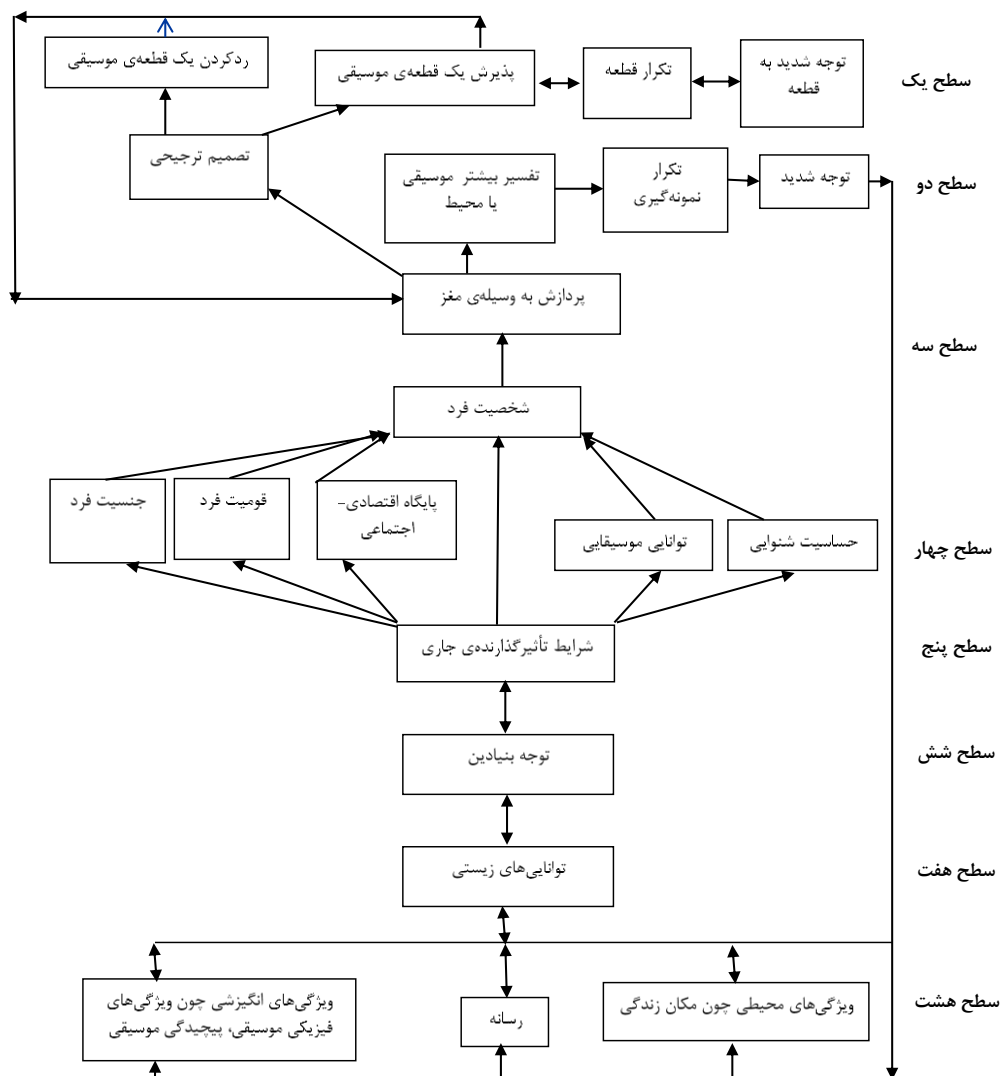 ردکردن یک قطعه‌ی موسیقی
پذیرش یک قطعه‌ی موسیقی
تکرار قطعه
توجه شدید به
قطعه
سطح یک
تصمیم ترجیحی
تفسیر بیشتر موسیقی
یا محیط
تکرار
نمونه‌گیری
توجه شدید
سطح دو
پردازش به وسیله‌ی مغز
سطح سه
شخصیت فرد
جنسیت فرد
قومیت فرد
پایگاه اقتصادی-
اجتماعی
توانایی موسیقایی
حساسیت شنوایی
سطح چهار
شرایط تأثیرگذارنده‌ی جاری
سطح پنج
توجه بنیادین
سطح شش
توانایی‌های زیستی
سطح هفت
ویژگی‌های انگیزشی چون ویژگی‌های
فیزیکی موسیقی، پیچیدگی موسیقی
رسانه
ویژگی‌های محیطی چون مکان زندگی
سطح هشت